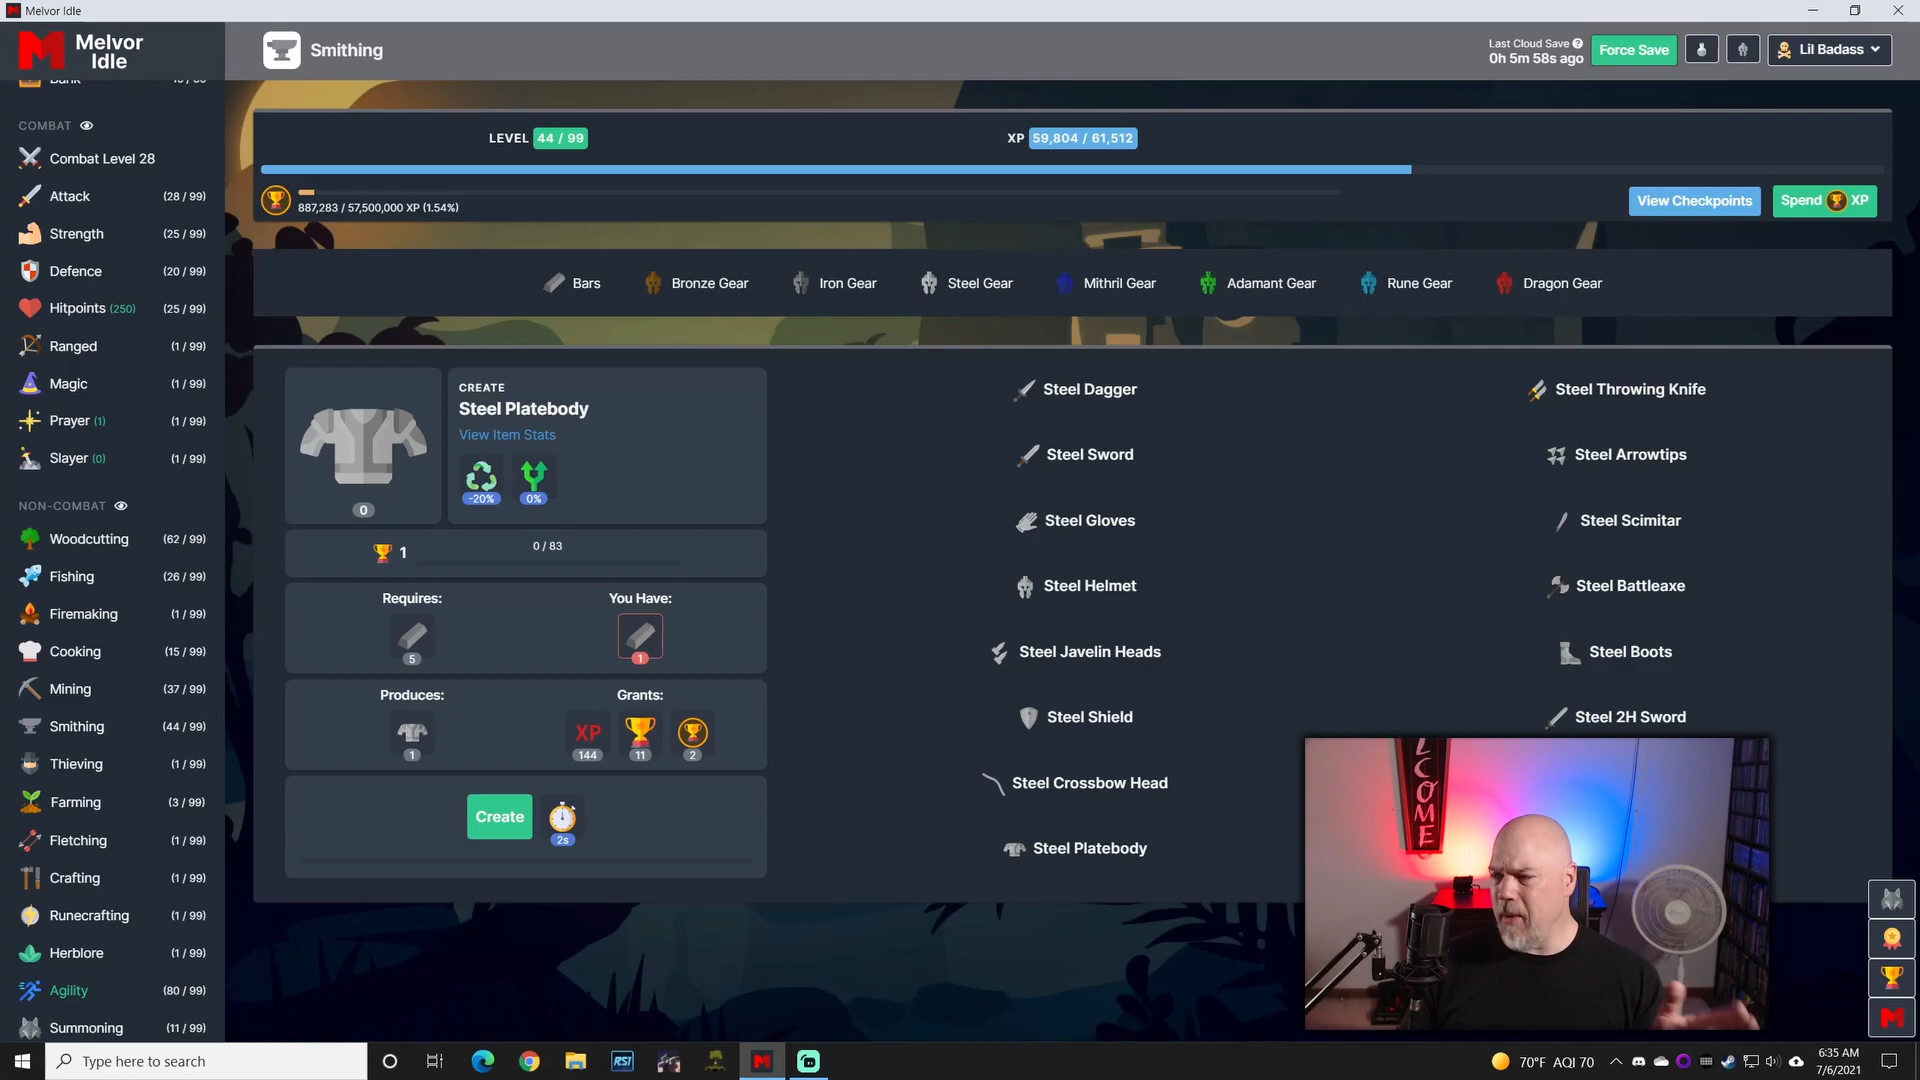 Melvor Idle
Melvor
Idle
Smithing
Last Cloud Save
0h 5m 58s ago
Force Save
Lil Badass
COMBAT
Combat Level 28
Attack (28 / 99)
Strength (25 / 99)
Defence (20 / 99)
Hitpoints (250) (25 / 99)
Ranged (1 / 99)
Magic (1 / 99)
Prayer (1) (1 / 99)
Slayer (0) (1 / 99)
NON-COMBAT
Woodcutting (62 / 99)
Fishing (26 / 99)
Firemaking (1 / 99)
Cooking (15 / 99)
Mining (37 / 99)
Smithing (44 / 99)
Thieving (1 / 99)
Farming (3 / 99)
Fletching (1 / 99)
Crafting (1 / 99)
Runecrafting (1 / 99)
Herblore (1 / 99)
Agility (80 / 99)
Summoning (11 / 99)
LEVEL 44 / 99
XP 59,804 / 61,512
887,283 / 57,500,000 XP (1.54%)
View Checkpoints
Spend XP
Bars
Bronze Gear
Iron Gear
Steel Gear
Mithril Gear
Adamant Gear
Rune Gear
Dragon Gear
0
CREATE
Steel Platebody
View Item Stats
-20%
0%
1
0 / 83
Requires:
5
You Have:
1
Produces:
1
Grants:
XP
144
11
2
Create
2s
Steel Dagger
Steel Sword
Steel Gloves
Steel Helmet
Steel Javelin Heads
Steel Shield
Steel Crossbow Head
Steel Platebody
Steel Throwing Knife
Steel Arrowtips
Steel Scimitar
Steel Battleaxe
Steel Boots
Steel 2H Sword
LCOME
Type here to search
RSI
70°F AQI 70
6:35 AM
7/6/2021